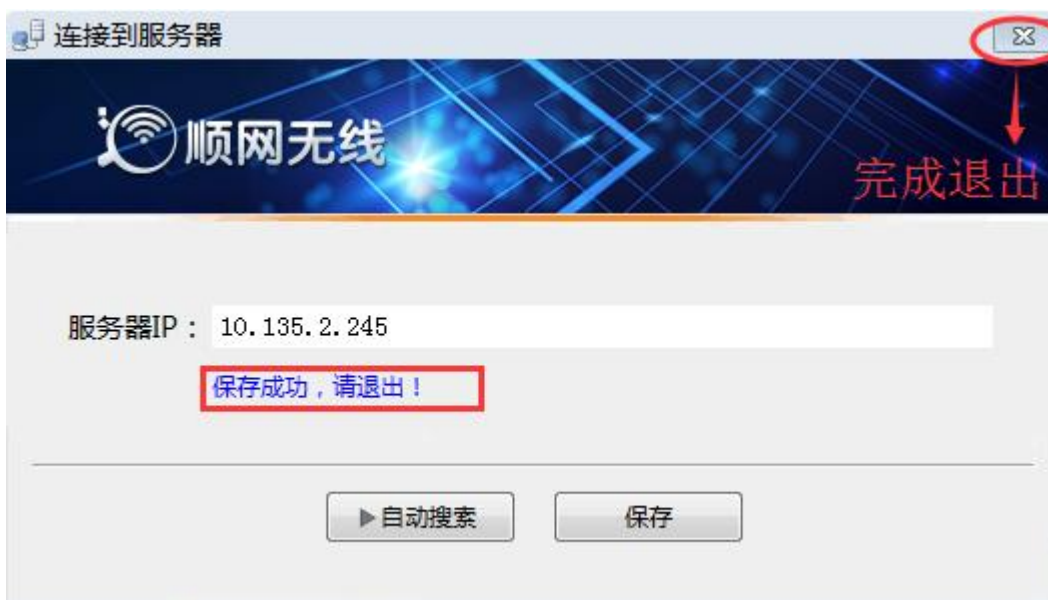 连接到服务器
顺网无线
完成退出
服务器IP：
10.135.2.245
保存成功，请退出！
自动搜索
保存